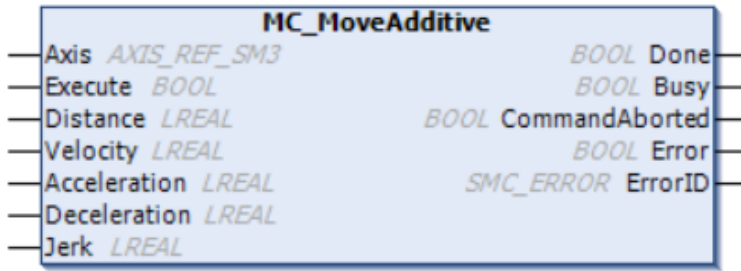 MC_MoveAdditive
Axis AXIS_REF_SM3 BOOL Done
Execute BOOL BOOL Busy
Distance LREAL BOOL CommandAborted
Velocity LREAL BOOL Error
Acceleration LREAL SMC_ERROR ErrorID
Deceleration LREAL
Jerk LREAL